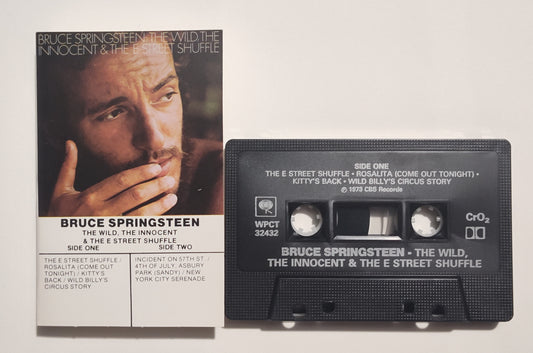 BRUCE SPRINGSTEEN: THE WILD, THE
INNOCENT & THE E STREET SHUFFLE
BRUCE SPRINGSTEEN
THE WILD, THE INNOCENT
& THE E STREET SHUFFLE
SIDE ONE SIDE TWO
THE E STREET SHUFFLE /
ROSALITA (COME OUT
TONIGHT) / KITTY'S
BACK / WILD BILLY'S
CIRCUS STORY
INCIDENT ON 57TH ST. /
4TH OF JULY, ASBURY
PARK (SANDY) / NEW
YORK CITY SERENADE
SIDE ONE
THE E STREET SHUFFLE • ROSALITA (COME OUT TONIGHT) •
KITTY'S BACK • WILD BILLY'S CIRCUS STORY
℗ 1973 CBS Records
WPCT
32432
CrO2
BRUCE SPRINGSTEEN - THE WILD,
THE INNOCENT & THE E STREET SHUFFLE